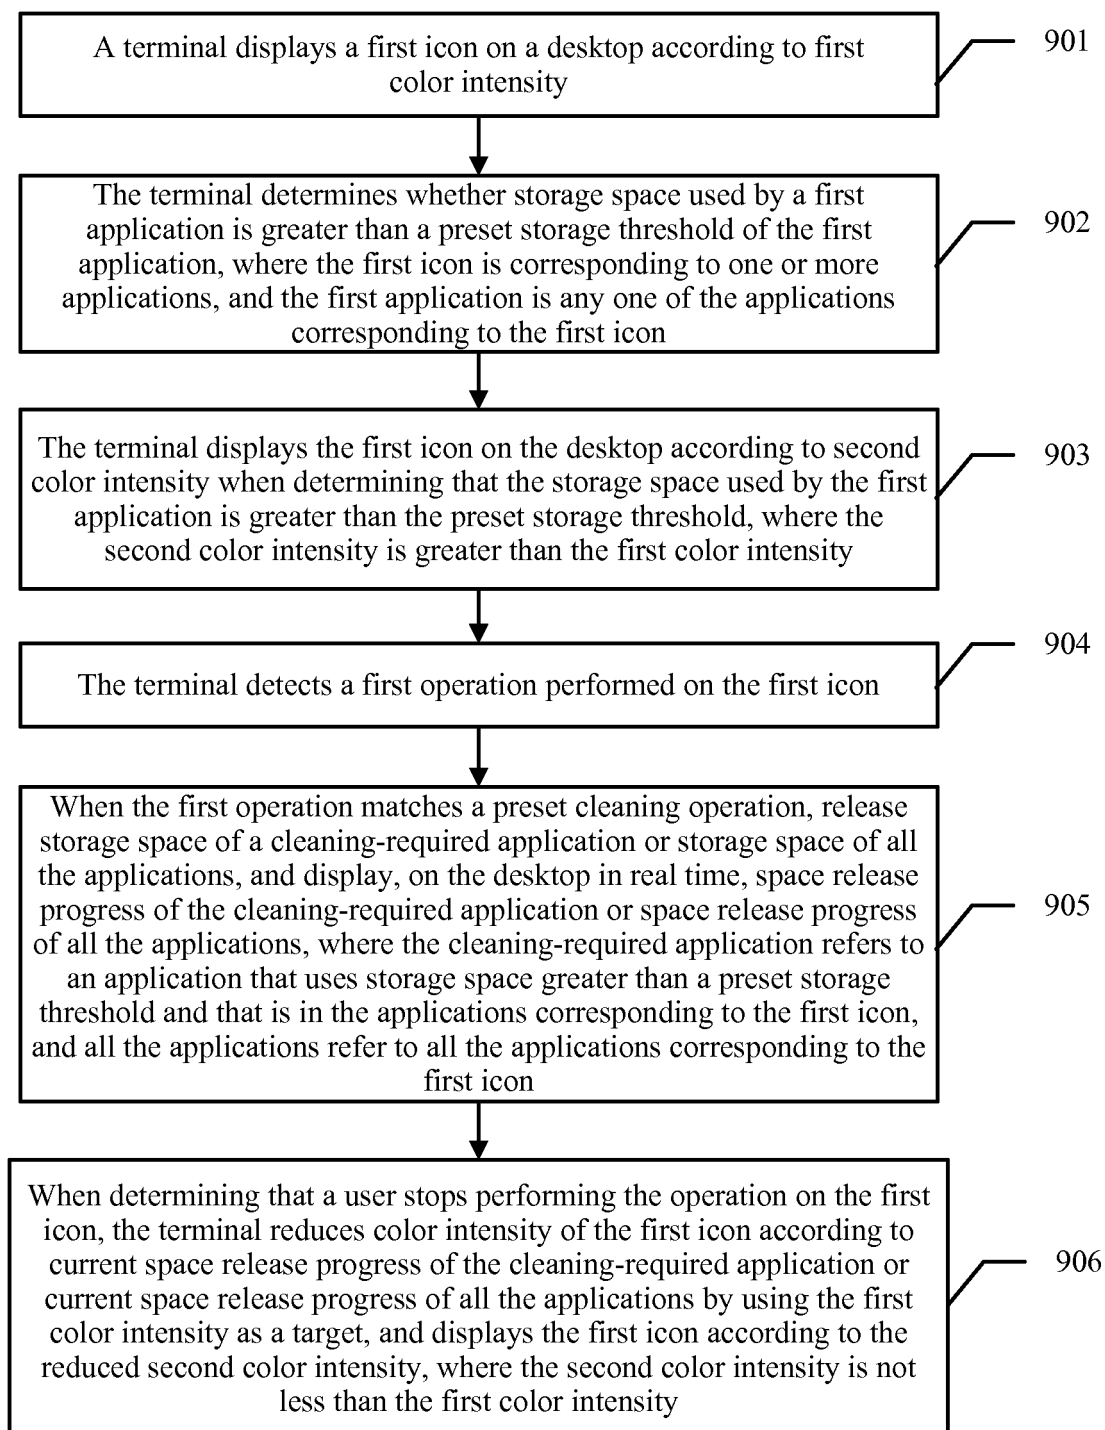 A terminal displays a first icon on a desktop according to first
color intensity
901
The terminal determines whether storage space used by a first
application is greater than a preset storage threshold of the first
application, where the first icon is corresponding to one or more
applications, and the first application is any one of the applications
corresponding to the first icon
902
The terminal displays the first icon on the desktop according to second
color intensity when determining that the storage space used by the first
application is greater than the preset storage threshold, where the
second color intensity is greater than the first color intensity
903
The terminal detects a first operation performed on the first icon
904
When the first operation matches a preset cleaning operation, release
storage space of a cleaning-required application or storage space of all
the applications, and display, on the desktop in real time, space release
progress of the cleaning-required application or space release progress
of all the applications, where the cleaning-required application refers to
an application that uses storage space greater than a preset storage
threshold and that is in the applications corresponding to the first icon,
and all the applications refer to all the applications corresponding to the
first icon
905
When determining that a user stops performing the operation on the first
icon, the terminal reduces color intensity of the first icon according to
current space release progress of the cleaning-required application or
current space release progress of all the applications by using the first
color intensity as a target, and displays the first icon according to the
reduced second color intensity, where the second color intensity is not
less than the first color intensity
906